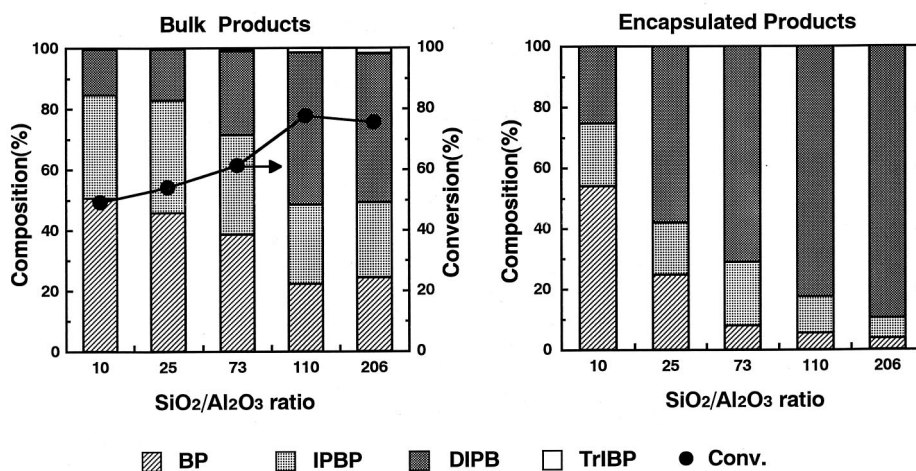 Bulk Products
Encapsulated Products
Composition(%)
100
80
60
40
20
0
Conversion(%)
100
80
60
40
20
0
10 25 73 110 206
SiO2/Al2O3 ratio
Composition(%)
100
80
60
40
20
0
10 25 73 110 206
SiO2/Al2O3 ratio
BP IPBP DIPB TrIBP Conv.